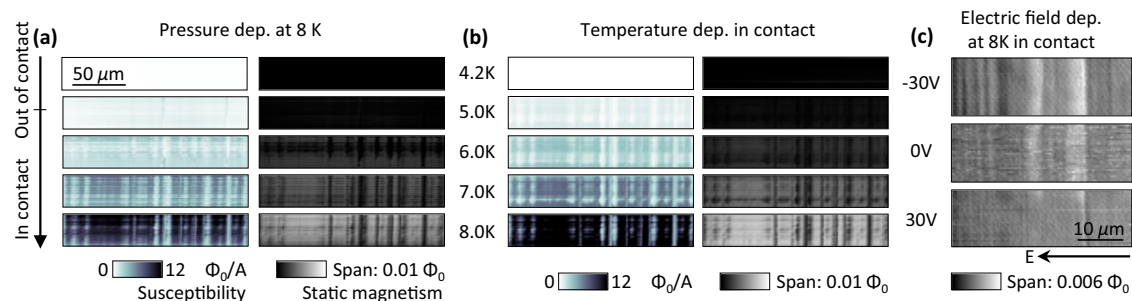 (a)
Pressure dep. at 8 K
Out of contact
In contact
50 μm
0 12 Φ₀/A
Susceptibility
Span: 0.01 Φ₀
Static magnetism
(b)
Temperature dep. in contact
4.2K
5.0K
6.0K
7.0K
8.0K
0 12 Φ₀/A
Span: 0.01 Φ₀
(c)
Electric field dep.
at 8K in contact
-30V
0V
30V
10 μm
E
Span: 0.006 Φ₀